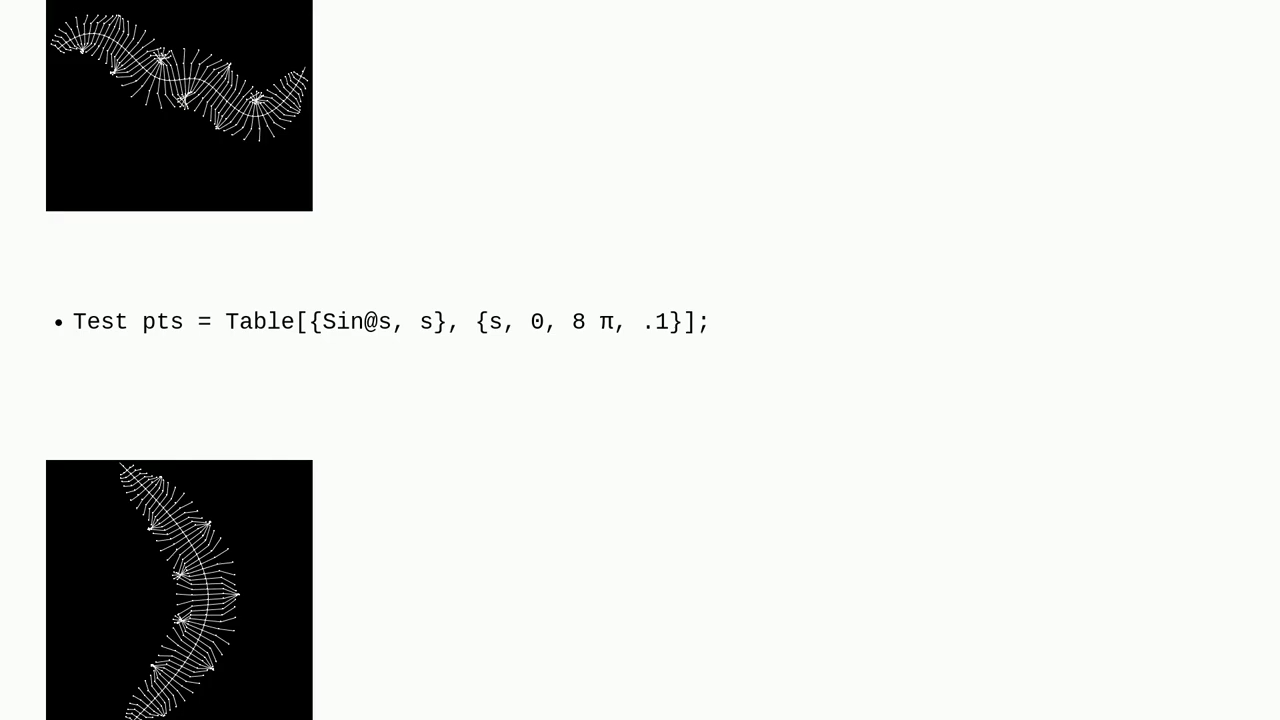 • Test pts = Table[{Sin@s, s}, {s, 0, 8 π, .1}];